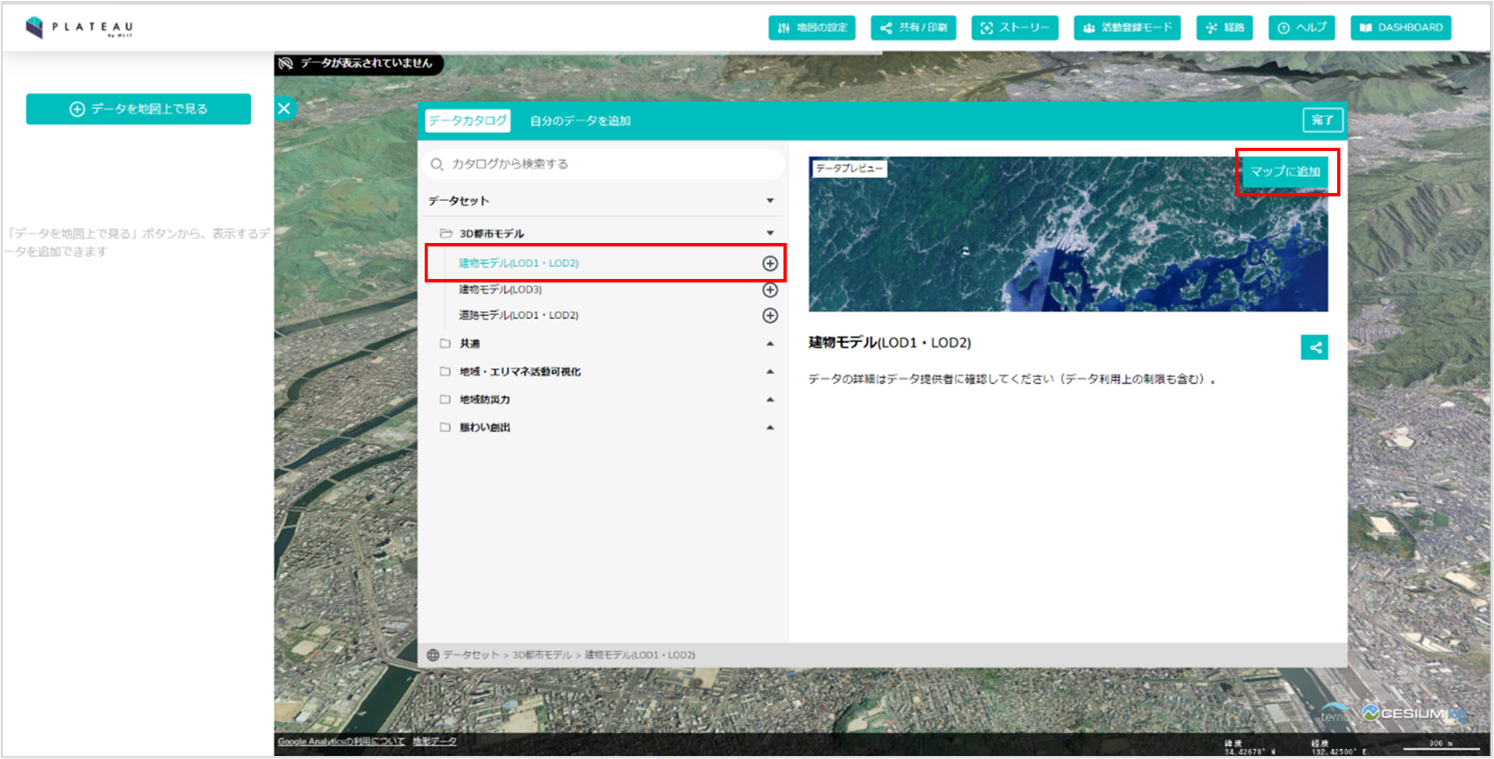 PLATEAU
by MLIT
地図の設定
共有/印刷
ストーリー
活動登録モード
経路
ヘルプ
DASHBOARD
データが表示されていません
データを地図上で見る
「データを地図上で見る」ボタンから、表示するデ
ータを追加できます
データカタログ
自分のデータを追加
完了
カタログから検索する
データセット
3D都市モデル
建物モデル(LOD1・LOD2)
建物モデル(LOD3)
道路モデル(LOD1・LOD2)
共通
地域・エリマネ活動可視化
地域防災力
賑わい創出
データプレビュー
マップに追加
建物モデル(LOD1・LOD2)
データの詳細はデータ提供者に確認してください（データ利用上の制限も含む）。
データセット > 3D都市モデル > 建物モデル(LOD1・LOD2)
terria
CESIUM ion
Google Analyticsの利用について
地形データ
緯度
34.42678° N
経度
132.42500° E
300 m